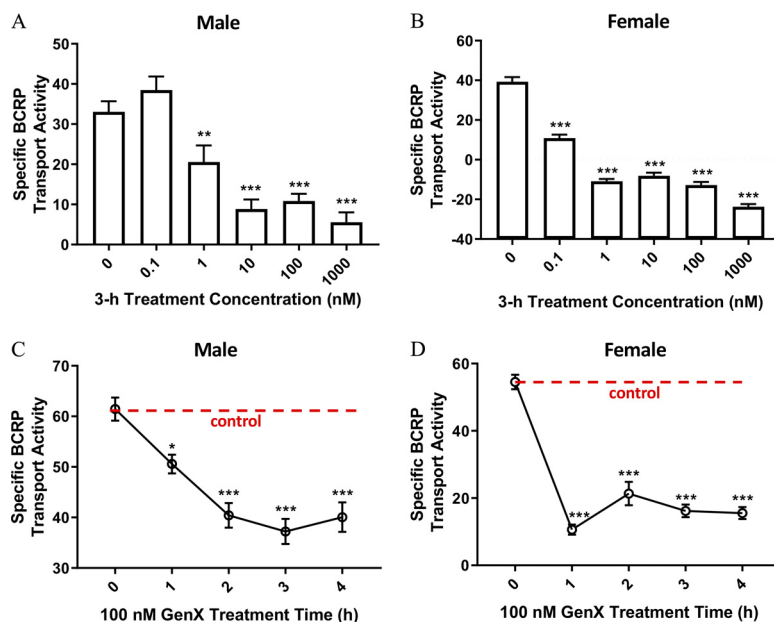 A
Male
Specific BCRP
Transport Activity
50
40
30
20
10
0
**
***
***
***
0
0.1
1
10
100
1000
3-h Treatment Concentration (nM)
B
Female
Specific BCRP
Tranpsort Activity
60
40
20
0
-20
-40
***
***
***
***
***
0
0.1
1
10
100
1000
3-h Treatment Concentration (nM)
C
Male
Specific BCRP
Transport Activity
70
60
50
40
30
control
*
***
***
***
0
1
2
3
4
100 nM GenX Treatment Time (h)
D
Female
Specific BCRP
Transport Activity
60
40
20
0
control
***
***
***
***
0
1
2
3
4
100 nM GenX Treatment Time (h)